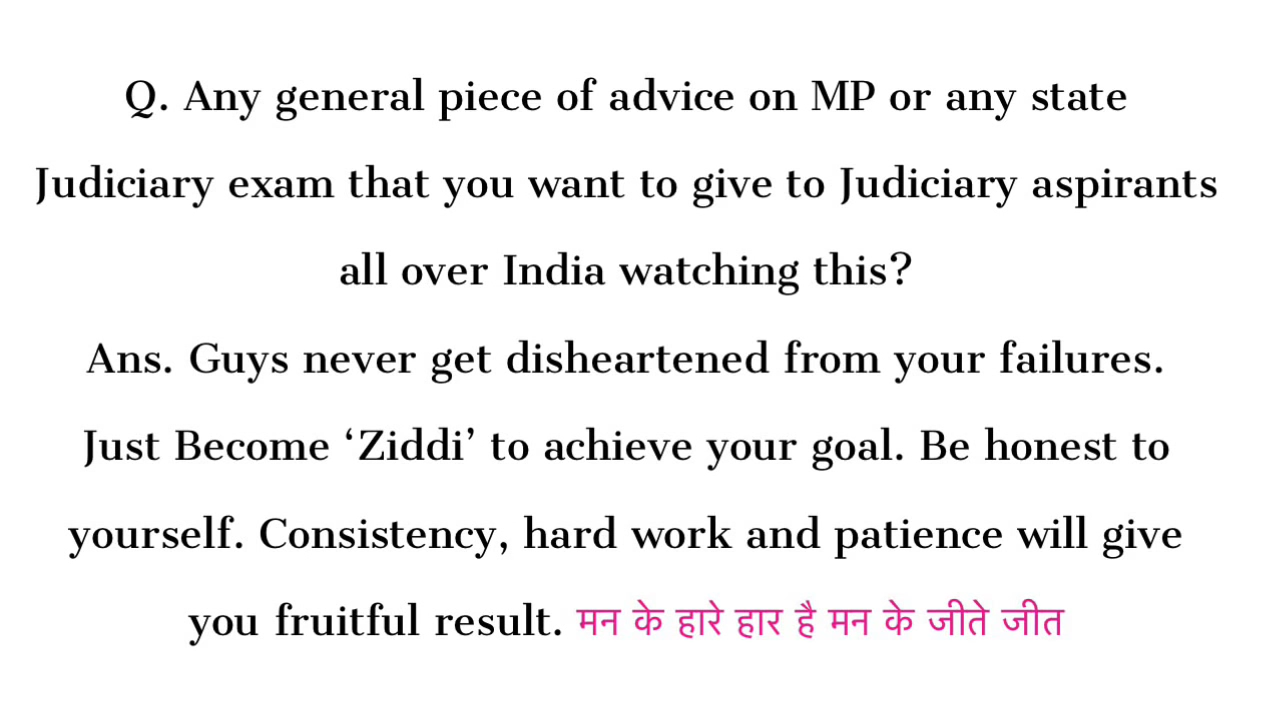 Q. Any general piece of advice on MP or any state
Judiciary exam that you want to give to Judiciary aspirants
all over India watching this?
Ans. Guys never get disheartened from your failures.
Just Become ‘Ziddi’ to achieve your goal. Be honest to
yourself. Consistency, hard work and patience will give
you fruitful result. मन के हारे हार है मन के जीते जीत